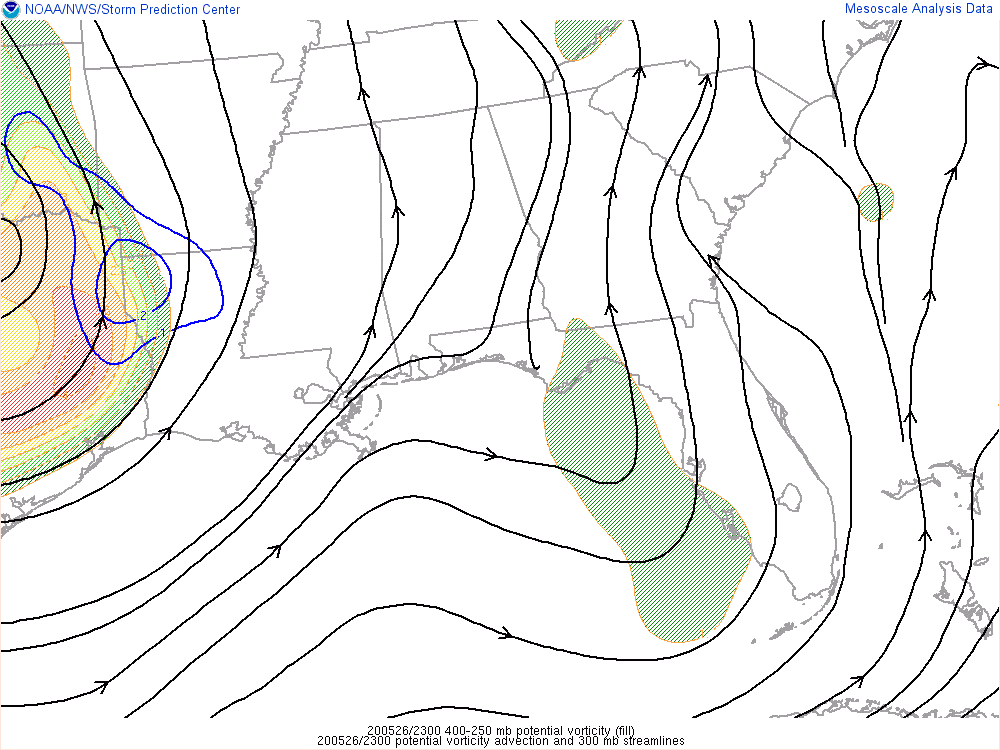 NOAA/NWS/Storm Prediction Center
Mesoscale Analysis Data
2
1
200526/2300 400-250 mb potential vorticity (fill)
200526/2300 potential vorticity advection and 300 mb streamlines